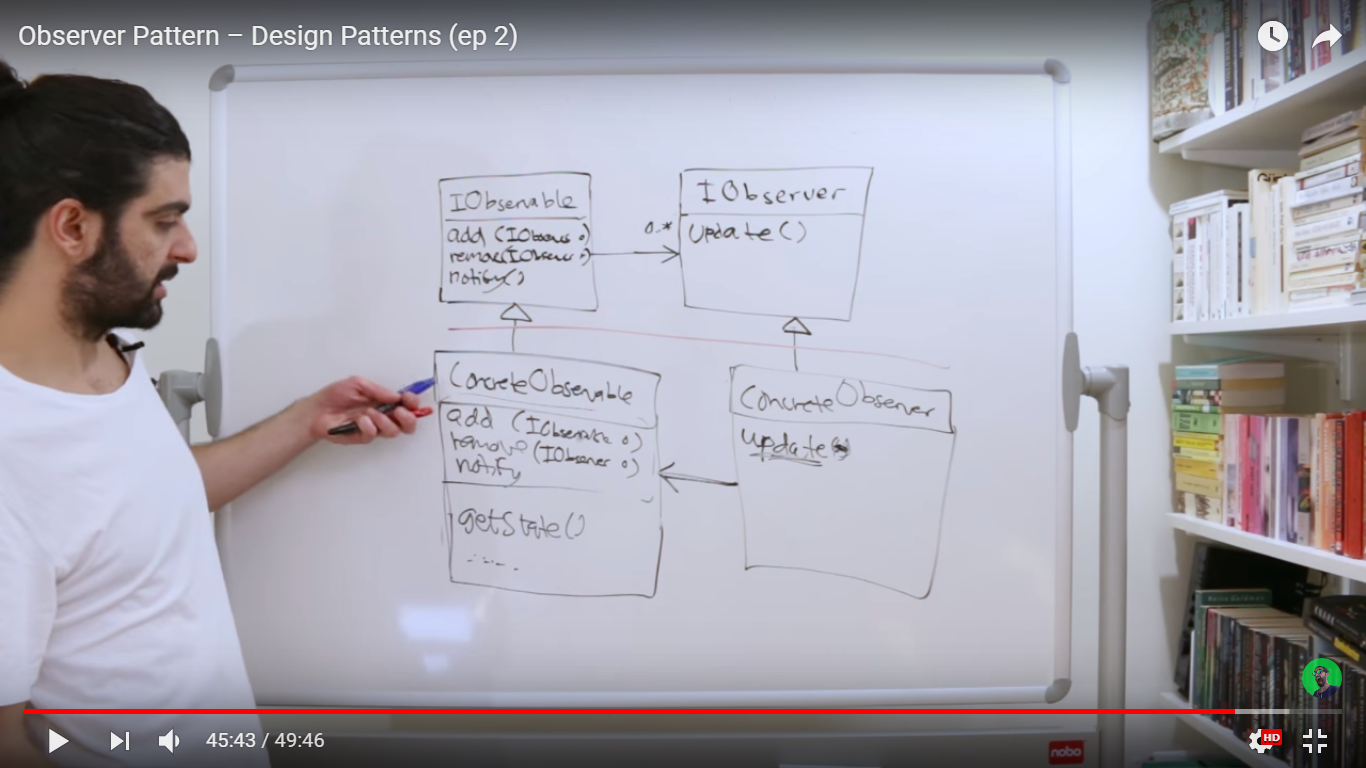 Observer Pattern – Design Patterns (ep 2)
IObservable
add (IObserver o)
remove(IObserver o)
notify()
0..*
IObserver
Update()
ConcreteObservable
add (IObserver o)
remove (IObserver o)
notify
getState()
.....
ConcreteObserver
update()
45:43 / 49:46
HD
nobo